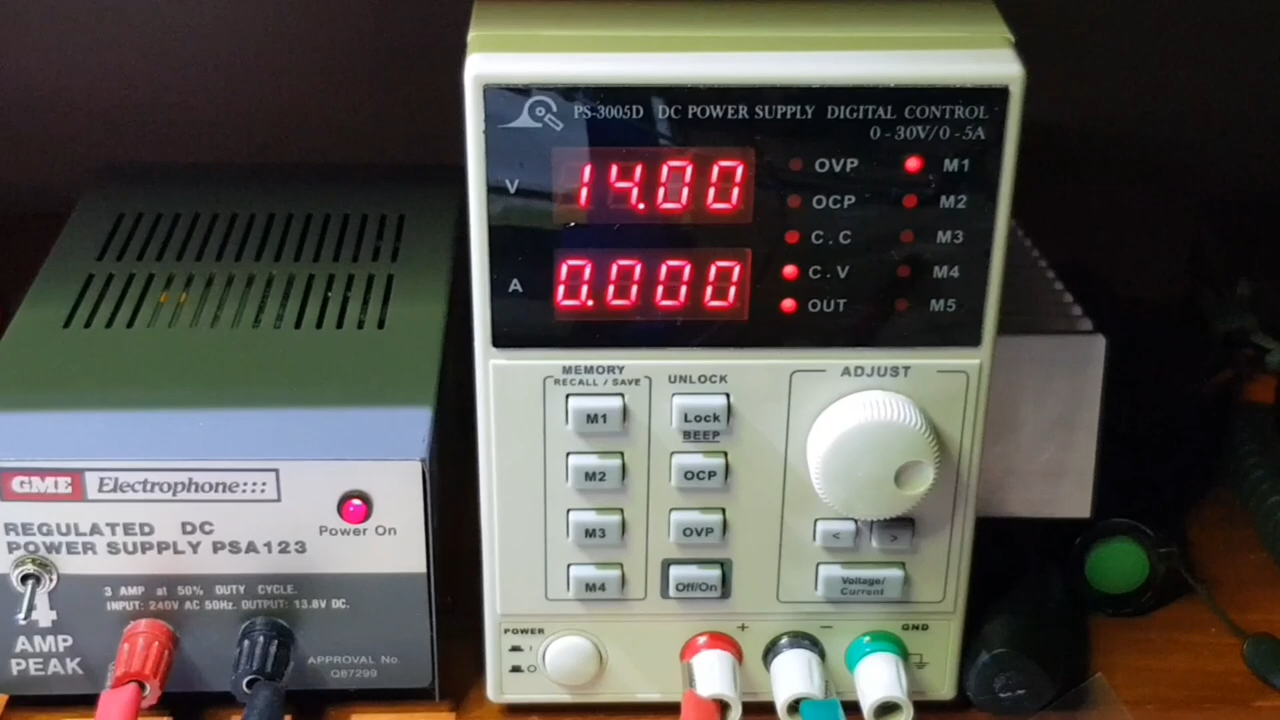 GME Electrophone:::
REGULATED DC
POWER SUPPLY PSA123
Power On
3 AMP at 50% DUTY CYCLE.
INPUT: 240V AC 50Hz. OUTPUT: 13.8V DC.
4
AMP
PEAK
APPROVAL No.
Q87299
PS-3005D DC POWER SUPPLY DIGITAL CONTROL
0-30V/0-5A
V 14.00
A 0.000
OVP M1
OCP M2
C.C M3
C.V M4
OUT M5
MEMORY
RECALL / SAVE
M1
M2
M3
M4
UNLOCK
Lock
BEEP
OCP
OVP
Off/On
ADJUST
< >
Voltage/
Current
POWER
I
O
+ − GND